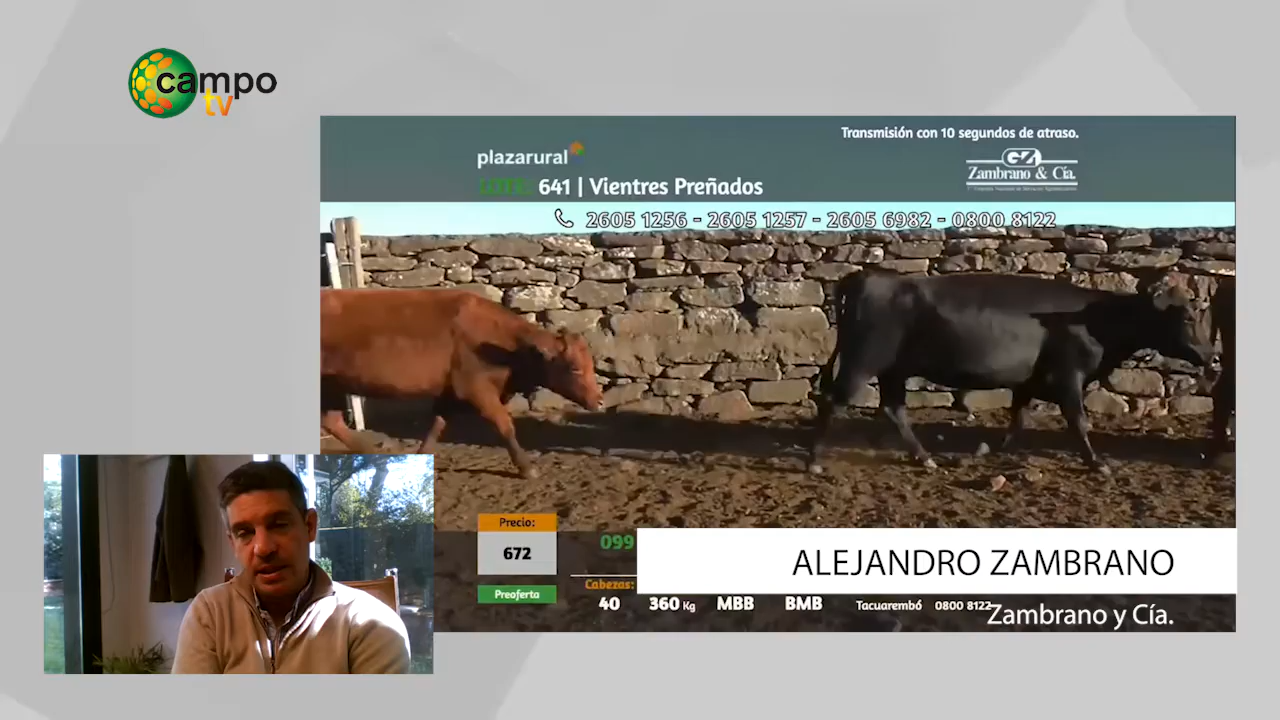 campo
tv
Transmisión con 10 segundos de atraso.
plazarural
GZ
Zambrano & Cía.
LOTE: 641 | Vientres Preñados
2605 1256 - 2605 1257 - 2605 6982 - 0800 8122
Precio:
672
Preoferta
099
Cabezas:
40 360 Kg MBB BMB Tacuarembó 0800 8122
ALEJANDRO ZAMBRANO
Zambrano y Cía.